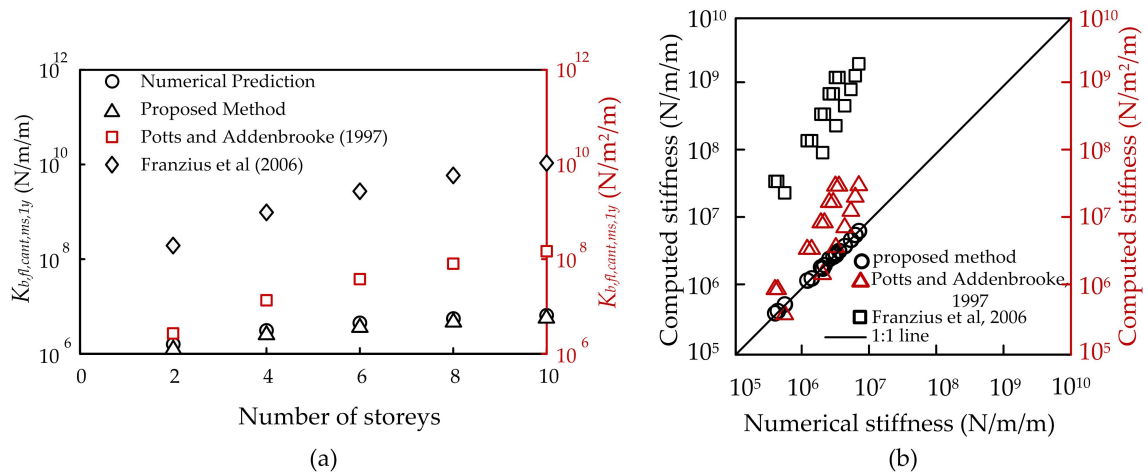 10^12
10^10
10^8
10^6
K_b,fl,cant,ms,1y (N/m/m)
Numerical Prediction
Proposed Method
Potts and Addenbrooke (1997)
Franzius et al (2006)
10^12
10^10
10^8
10^6
K_b,fl,cant,ms,1y (N/m^2/m)
0 2 4 6 8 10
Number of storeys
(a)
(b)
10^10
10^9
10^8
10^7
10^6
10^5
Computed stiffness (N/m/m)
proposed method
Potts and Addenbrooke,
1997
Franzius et al, 2006
1:1 line
10^10
10^9
10^8
10^7
10^6
10^5
Computed stiffness (N/m^2/m)
10^5 10^6 10^7 10^8 10^9 10^10
Numerical stiffness (N/m/m)
(b)